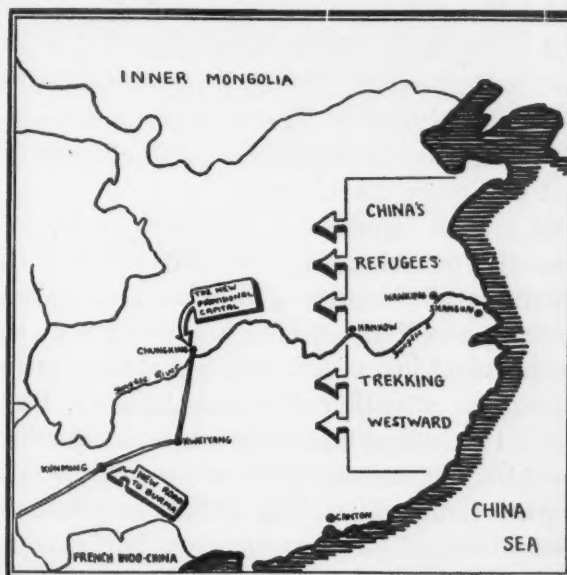 INNER MONGOLIA
CHINA'S
REFUGEES
THE NEW
PROVISIONAL
CAPITAL
NANKING
SHANGHAI
HANKOW
CHUNGKING
YANGTZE RIVER
TREKKING
WESTWARD
KWEIYANG
KUNMING
NEW ROAD
TO BURMA
CANTON
CHINA
SEA
FRENCH INDO-CHINA